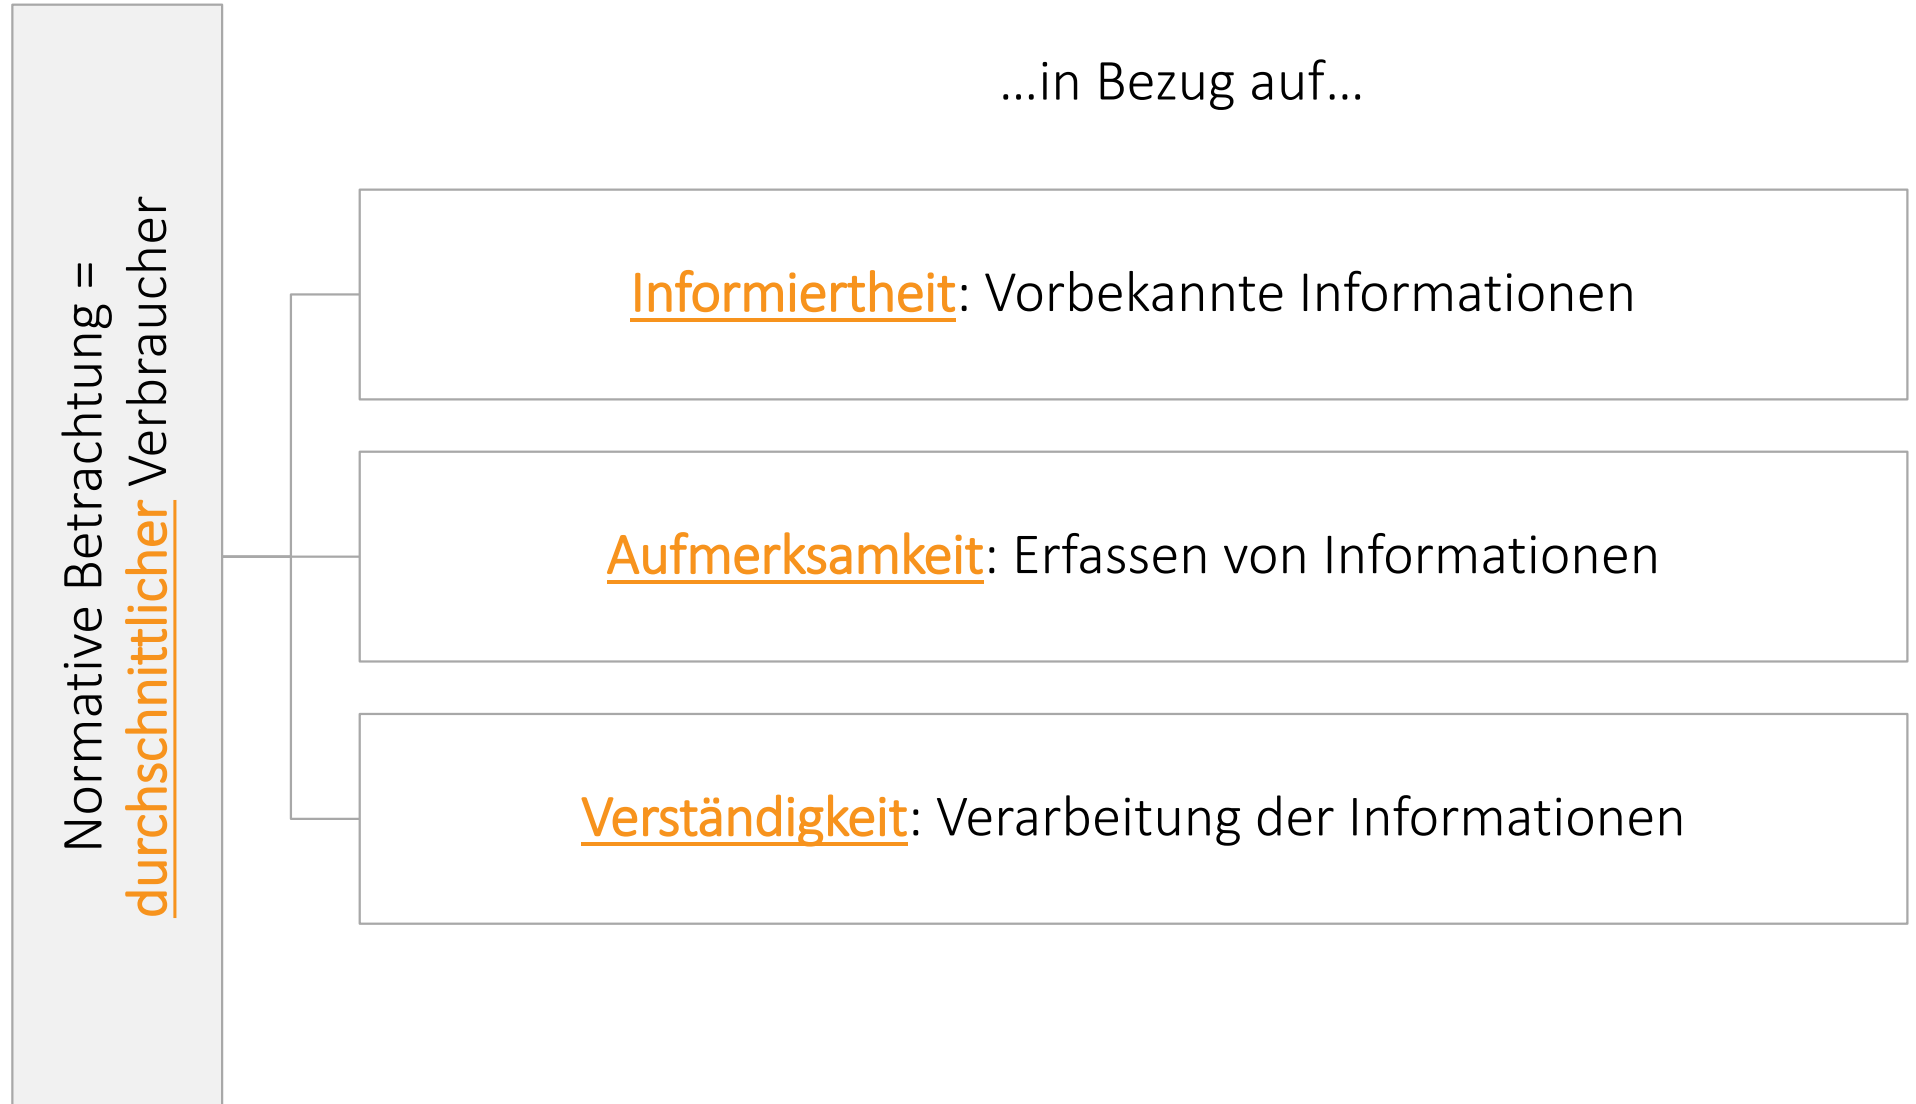 Normative Betrachtung =
durchschnittlicher Verbraucher
...in Bezug auf...
Informiertheit: Vorbekannte Informationen
Aufmerksamkeit: Erfassen von Informationen
Verständigkeit: Verarbeitung der Informationen